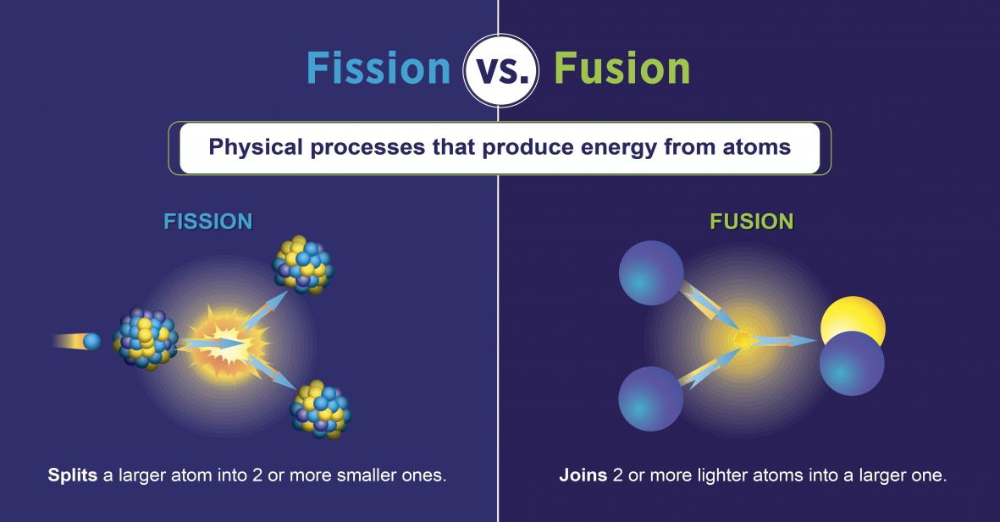 Fission vs. Fusion
Physical processes that produce energy from atoms
FISSION
Splits a larger atom into 2 or more smaller ones.
FUSION
Joins 2 or more lighter atoms into a larger one.